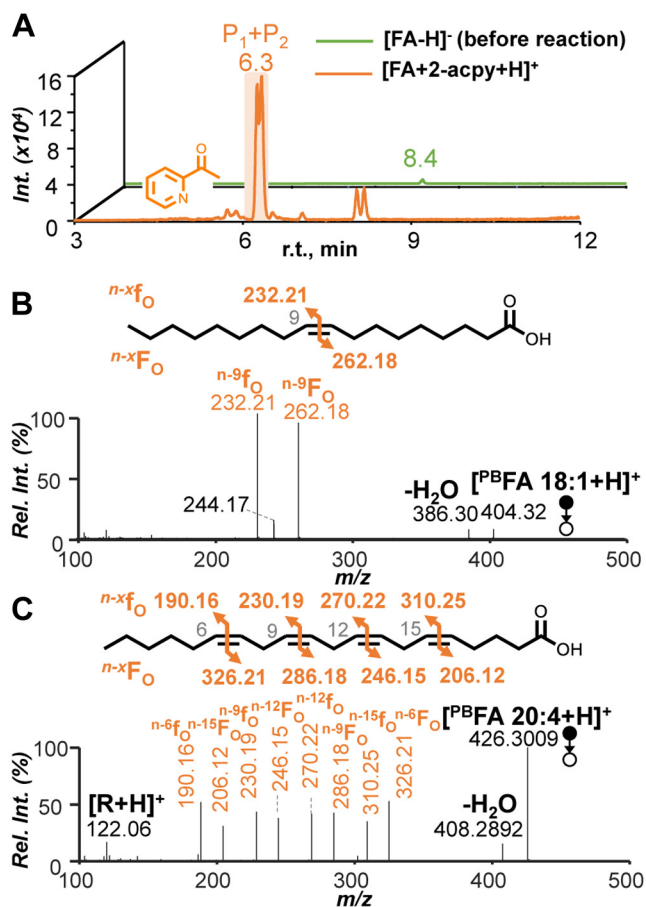 A
P₁+P₂
6.3
[FA-H]⁻ (before reaction)
[FA+2-acpy+H]⁺
Int. (x10⁴)
16
12
8
4
0
O
N
8.4
3
6
9
12
r.t., min
B
n-xfO
n-xFO
232.21
9
262.18
O
OH
n-9fO
232.21
n-9FO
262.18
Rel. Int. (%)
100
50
0
244.17
-H₂O
386.30
[PBFA 18:1+H]⁺
404.32
100
200
300
400
500
m/z
C
n-xfO
n-xFO
190.16 230.19 270.22 310.25
6 9 12 15
326.21 286.18 246.15 206.12
O
OH
n-6fO n-15FO n-9fO n-12FO n-12fO n-9FO n-15fO n-6FO
190.16 206.12 230.19 246.15 270.22 286.18 310.25 326.21
[PBFA 20:4+H]⁺
426.3009
Rel. Int. (%)
100
50
0
[R+H]⁺
122.06
-H₂O
408.2892
100
200
300
400
500
m/z